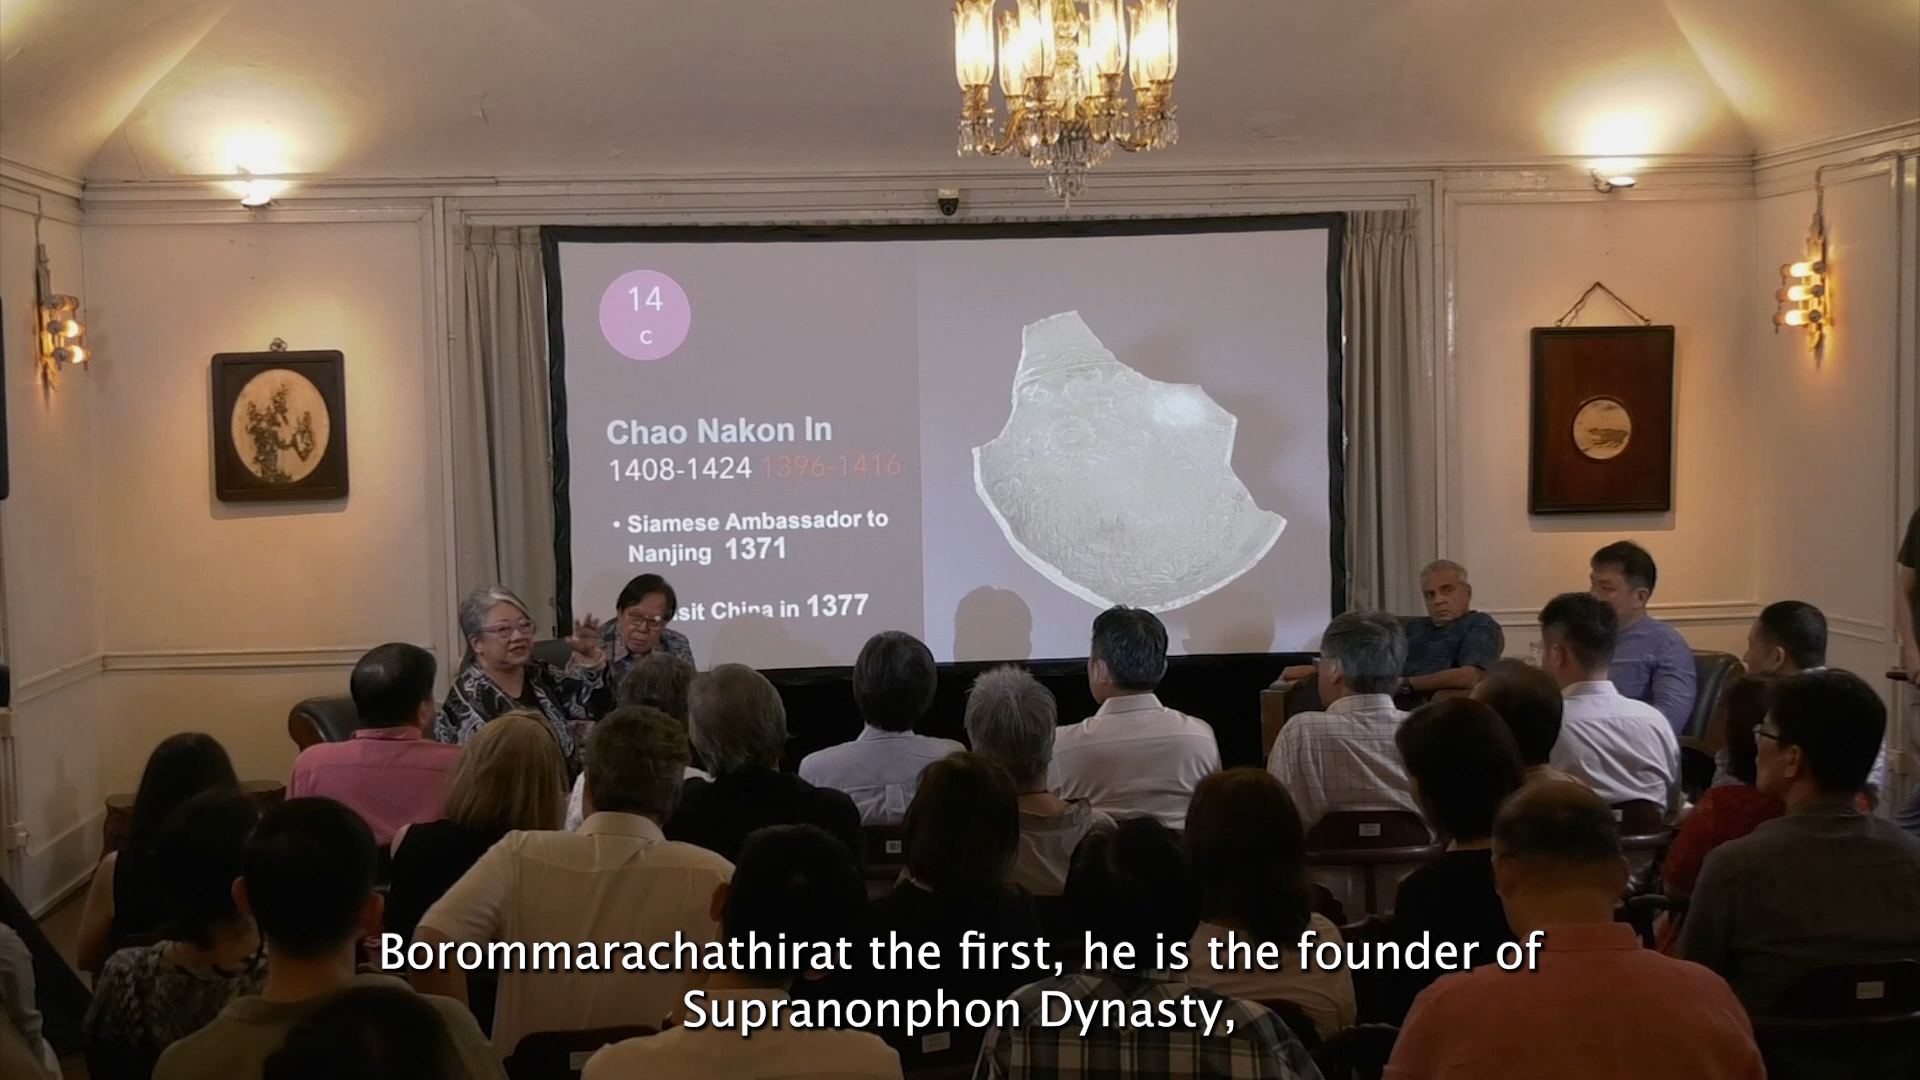 14
C
Chao Nakon In
1408-1424 1396-1416
• Siamese Ambassador to
Nanjing 1371
sit China in 1377
Borommarachathirat the first, he is the founder of
Supranonphon Dynasty,